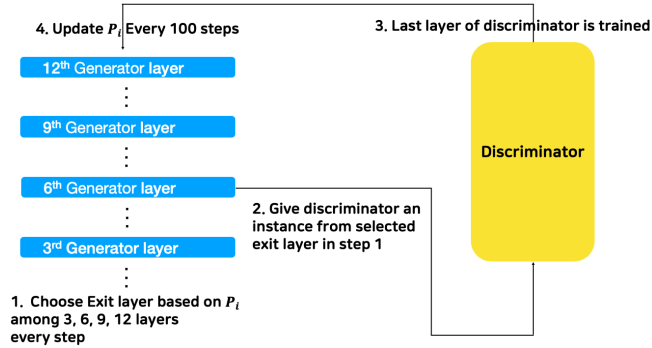 4. Update Pᵢ Every 100 steps
3. Last layer of discriminator is trained
12th Generator layer
9th Generator layer
6th Generator layer
3rd Generator layer
Discriminator
2. Give discriminator an
instance from selected
exit layer in step 1
1. Choose Exit layer based on Pᵢ
among 3, 6, 9, 12 layers
every step